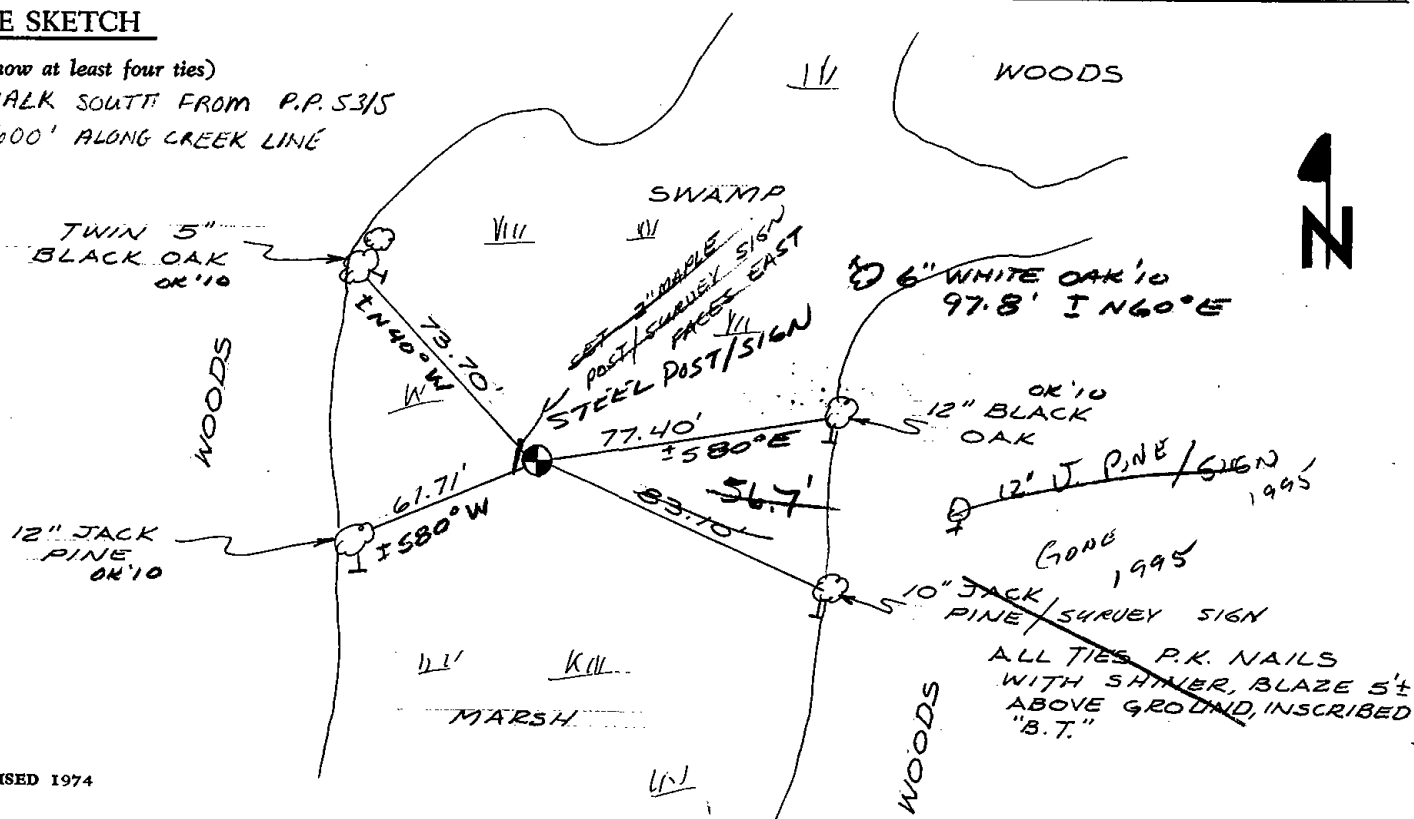 E SKETCH
now at least four ties)
ALK SOUTH FROM P.P. 53/5
600' ALONG CREEK LINE
WOODS
N
SWAMP
TWIN 5"
BLACK OAK
OK '10
SET 2" MAPLE
POST/SURVEY SIGN
FACES EAST
STEEL POST/SIGN
6" WHITE OAK '10
97.8' ± N60°E
73.70'
± N40°W
WOODS
OK '10
12" BLACK
OAK
77.40'
± S80°E
61.71'
± S80°W
83.10'
56.7'
12' J. PINE / SIGN
1995
12" JACK
PINE
OK '10
GONE
1995
10" JACK
PINE/SURVEY SIGN
ALL TIES P.K. NAILS
WITH SHINER, BLAZE 5'±
ABOVE GROUND, INSCRIBED
"B.T."
MARSH
WOODS
ISED 1974